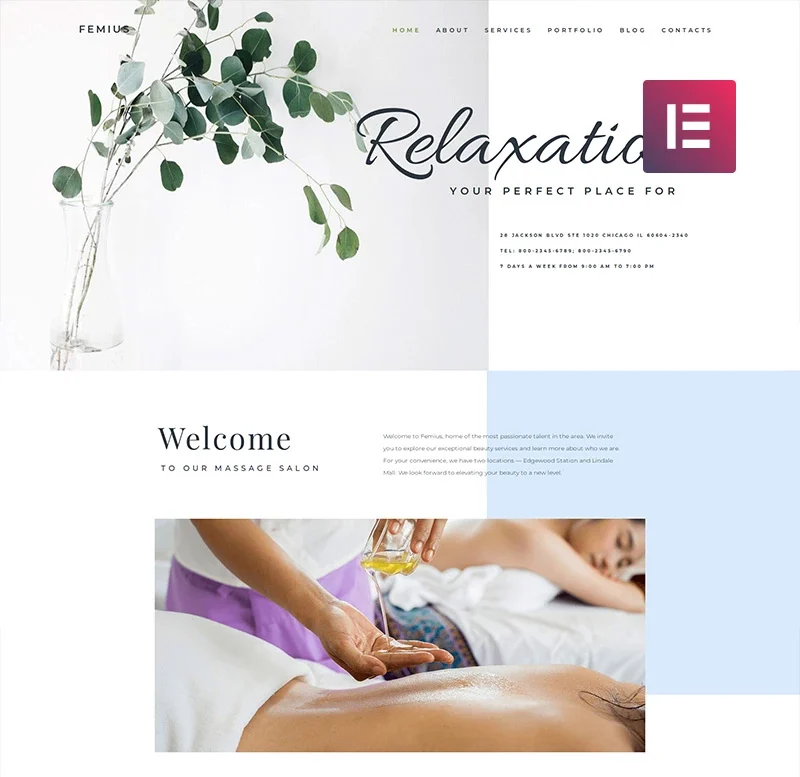 FEMIUS
HOME ABOUT SERVICES PORTFOLIO BLOG CONTACTS
YOUR PERFECT PLACE FOR
28 JACKSON BLVD STE 1020 CHICAGO IL 60604-2340
TEL: 800-2345-6789; 800-2345-6790
7 DAYS A WEEK FROM 9:00 AM TO 7:00 PM
Welcome
TO OUR MASSAGE SALON
Welcome to Femius, home of the most passionate talent in the area. We invite
you to explore our exceptional beauty services and learn more about who we are.
For your convenience, we have two locations — Edgewood Station and Lindale
Mall. We look forward to elevating your beauty to a new level.